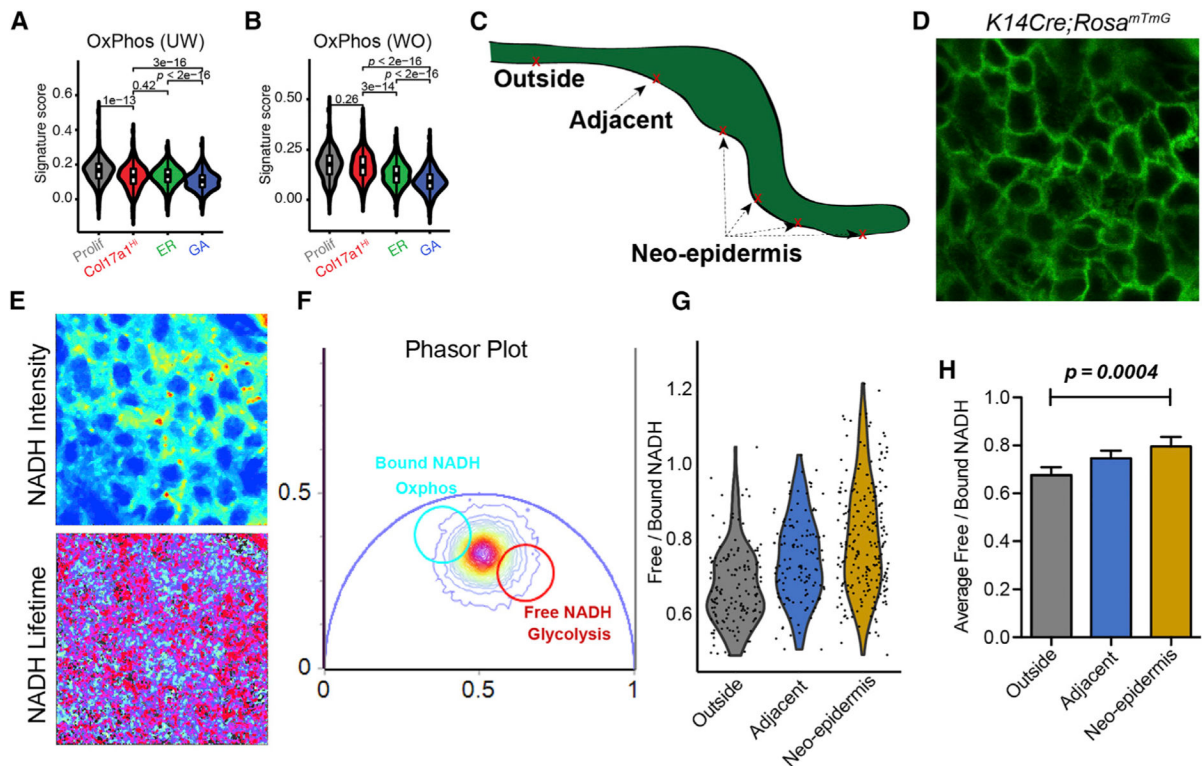 A
OxPhos (UW)
3e-16
p < 2e-16
0.42
1e-13
Signature score
0.6
0.4
0.2
0.0
Prolif
Col17a1Hi
ER
GA
B
OxPhos (WO)
p < 2e-16
p < 2e-16
3e-14
0.26
Signature score
0.50
0.25
0.00
Prolif
Col17a1Hi
ER
GA
C
x
Outside
x
Adjacent
x
x
x
x
Neo-epidermis
D
K14Cre;RosamTmG
E
NADH Intensity
NADH Lifetime
F
Phasor Plot
Bound NADH
Oxphos
0.5
Free NADH
Glycolysis
0
0
0.5
1
G
Free / Bound NADH
1.2
1.0
0.8
0.6
Outside
Adjacent
Neo-epidermis
H
p = 0.0004
Average Free / Bound NADH
1.0
0.8
0.6
0.4
0.2
0.0
Outside
Adjacent
Neo-epidermis